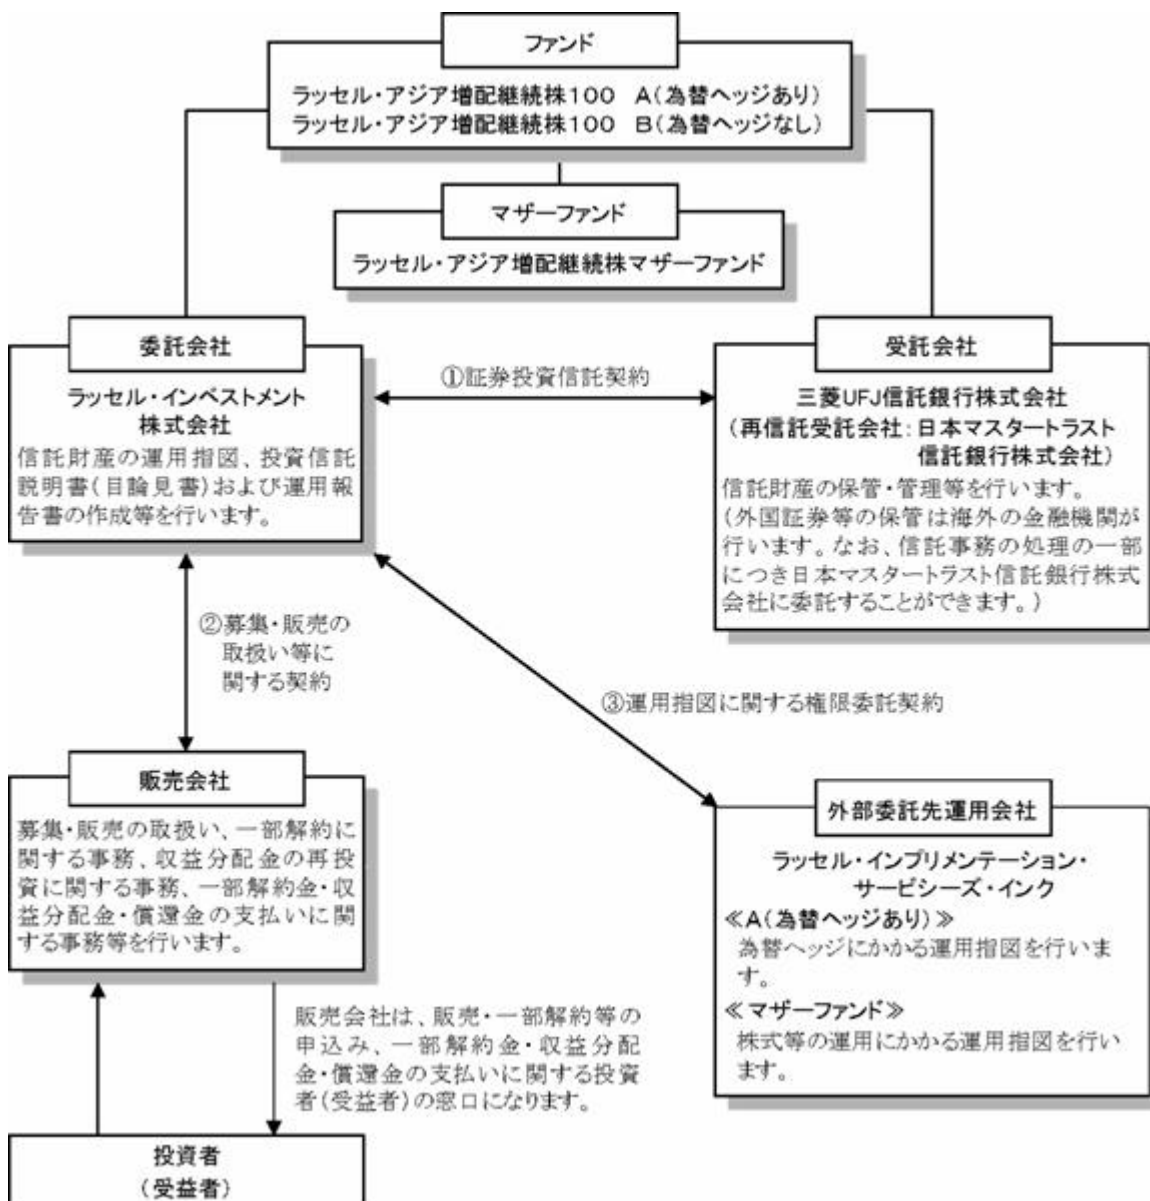 ファンド
ラッセル・アジア増配継続株100 A(為替ヘッジあり)
ラッセル・アジア増配継続株100 B(為替ヘッジなし)
マザーファンド
ラッセル・アジア増配継続株マザーファンド
委託会社
ラッセル・インベストメント
株式会社
信託財産の運用指図、投資信託
説明書(目論見書)および運用報
告書の作成等を行います。
①証券投資信託契約
受託会社
三菱UFJ信託銀行株式会社
(再信託受託会社:日本マスタートラスト
信託銀行株式会社)
信託財産の保管・管理等を行います。
(外国証券等の保管は海外の金融機関が
行います。なお、信託事務の処理の一部
につき日本マスタートラスト信託銀行株式
会社に委託することができます。)
②募集・販売の
取扱い等に
関する契約
③運用指図に関する権限委託契約
販売会社
募集・販売の取扱い、一部解約に
関する事務、収益分配金の再投
資に関する事務、一部解約金・収
益分配金・償還金の支払いに関
する事務等を行います。
外部委託先運用会社
ラッセル・インプリメンテーション・
サービシーズ・インク
≪A(為替ヘッジあり)≫
為替ヘッジにかかる運用指図を行いま
す。
≪マザーファンド≫
株式等の運用にかかる運用指図を行い
ます。
販売会社は、販売・一部解約等の
申込み、一部解約金・収益分配
金・償還金の支払いに関する投資
者(受益者)の窓口になります。
投資者
(受益者)